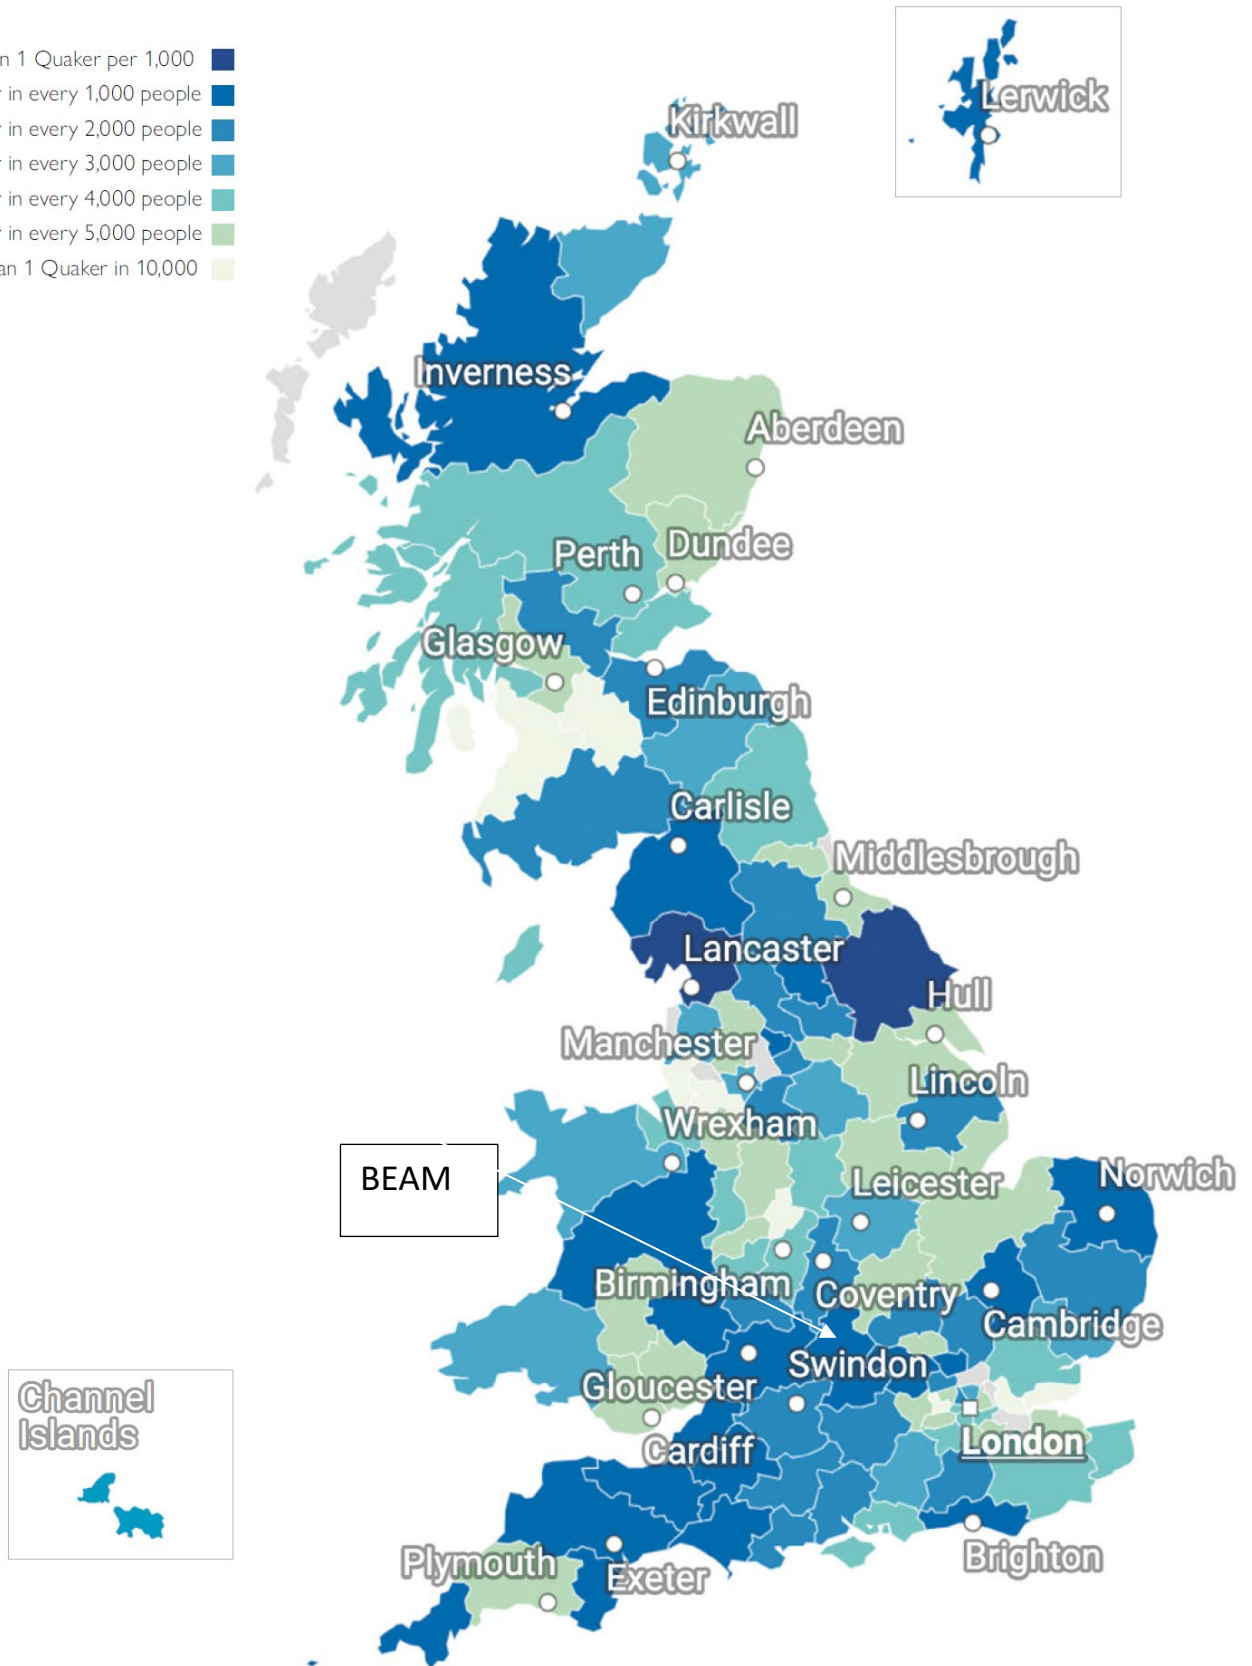 n 1 Quaker per 1,000
r in every 1,000 people
r in every 2,000 people
r in every 3,000 people
r in every 4,000 people
r in every 5,000 people
an 1 Quaker in 10,000
Lerwick
Kirkwall
Inverness
Aberdeen
Dundee
Perth
Glasgow
Edinburgh
Carlisle
Middlesbrough
Lancaster
Hull
Manchester
Lincoln
Wrexham
BEAM
Leicester
Norwich
Birmingham
Coventry
Cambridge
Swindon
Gloucester
Channel
Islands
London
Cardiff
Plymouth
Exeter
Brighton